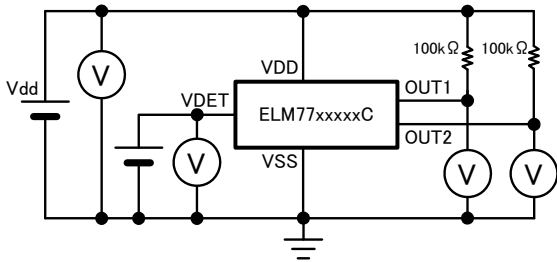 100kΩ 100kΩ
Vdd
V
VDD
VDET
ELM77xxxxxC
OUT1
OUT2
V
VSS
V
V